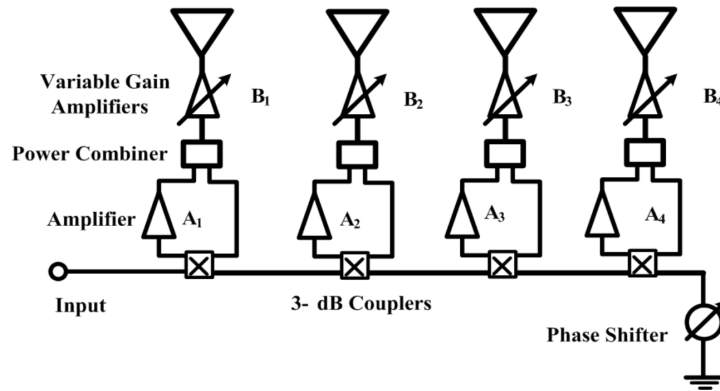 Variable Gain
Amplifiers
B1
B2
B3
B4
Power Combiner
Amplifier
A1
A2
A3
A4
Input
3- dB Couplers
Phase Shifter